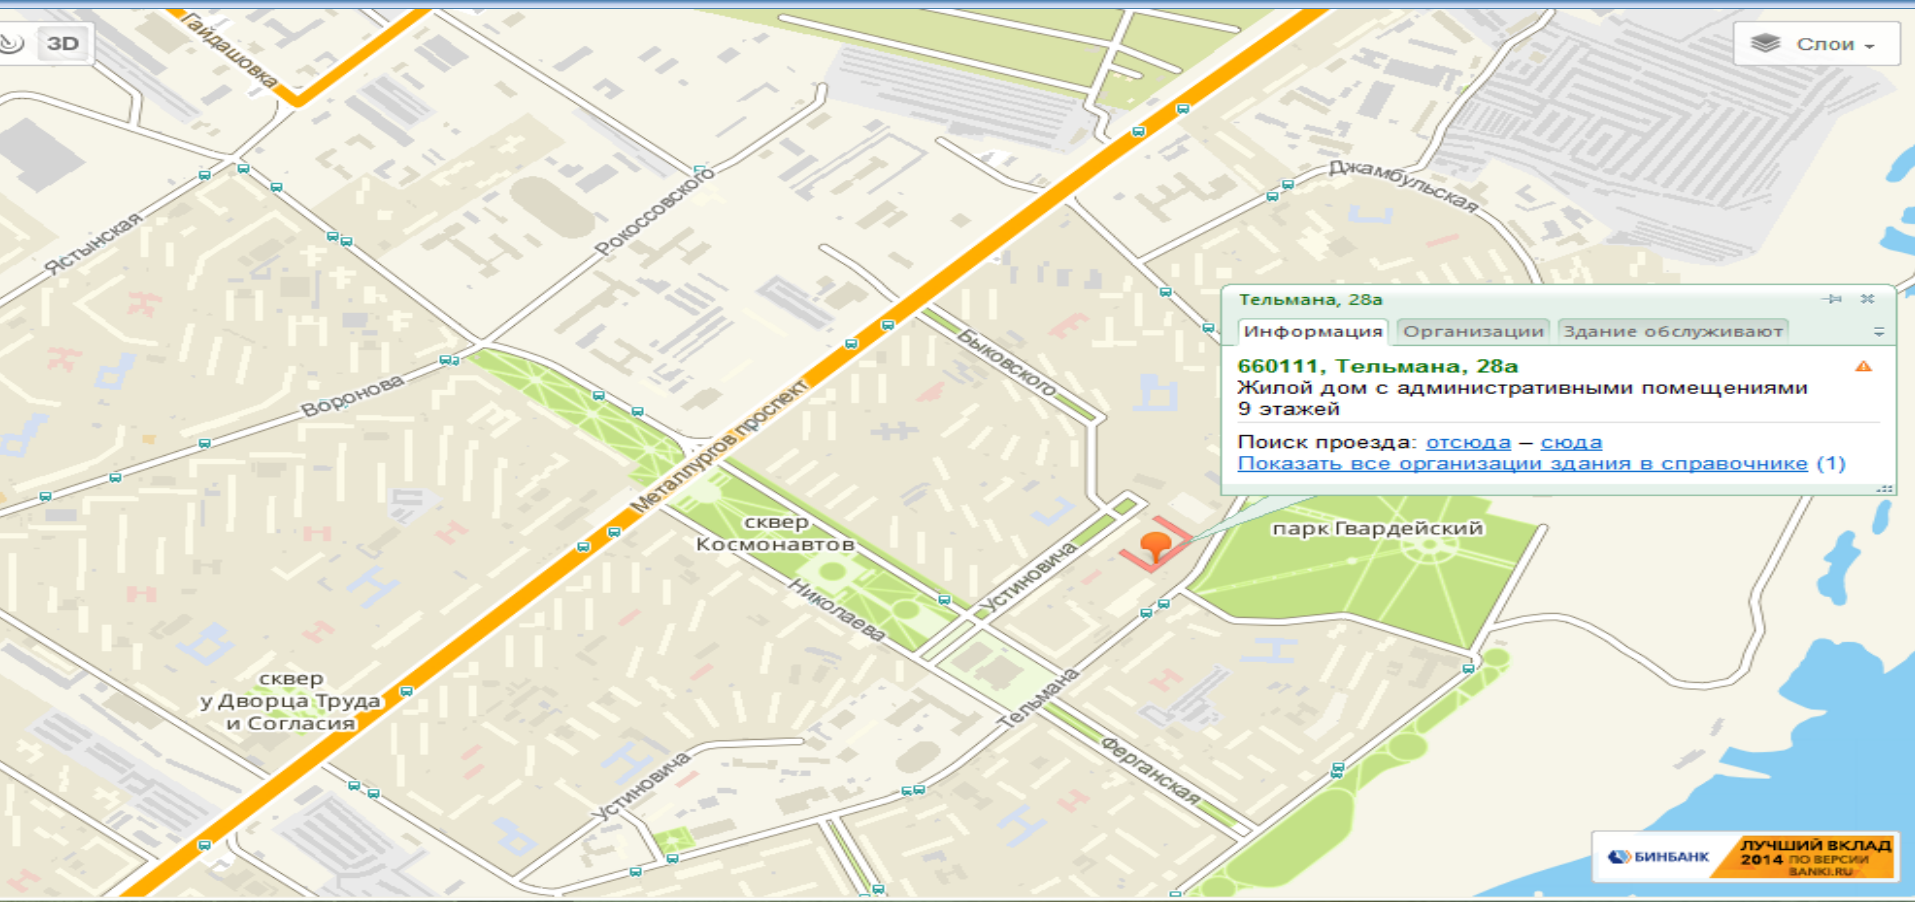 Гайдашовка
3D
Слои
Джамбульская
Рокоссовского
Ястынская
Тельмана, 28а
Информация Организации Здание обслуживают
660111, Тельмана, 28а
Жилой дом с административными помещениями
9 этажей
Поиск проезда: отсюда – сюда
Показать все организации здания в справочнике (1)
Быковского
Воронова
Металлургов проспект
сквер
Космонавтов
парк Гвардейский
Устиновича
Николаева
сквер
у Дворца Труда
и Согласия
Тельмана
Ферганская
Устиновича
БИНБАНК
ЛУЧШИЙ ВКЛАД
2014 ПО ВЕРСИИ
BANKI.RU